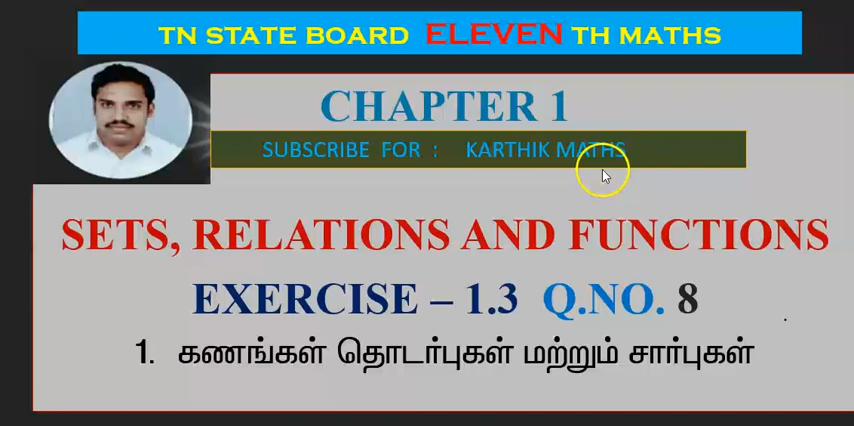 TN STATE BOARD ELEVEN TH MATHS
CHAPTER 1
SUBSCRIBE FOR : KARTHIK MATHS
SETS, RELATIONS AND FUNCTIONS
EXERCISE – 1.3 Q.NO. 8
1. கணங்கள் தொடர்புகள் மற்றும் சார்புகள்